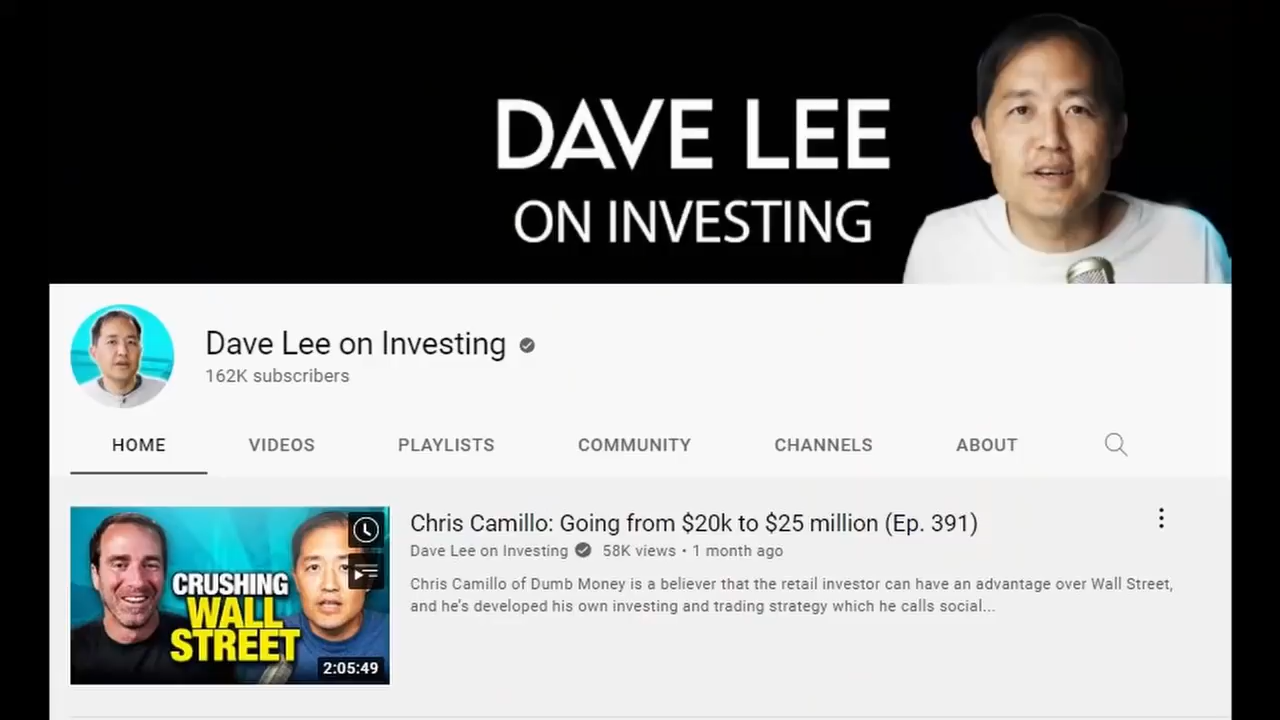 DAVE LEE
ON INVESTING
Dave Lee on Investing
162K subscribers
HOME VIDEOS PLAYLISTS COMMUNITY CHANNELS ABOUT
CRUSHING
WALL
STREET
2:05:49
Chris Camillo: Going from $20k to $25 million (Ep. 391)
Dave Lee on Investing 58K views • 1 month ago
Chris Camillo of Dumb Money is a believer that the retail investor can have an advantage over Wall Street,
and he's developed his own investing and trading strategy which he calls social...